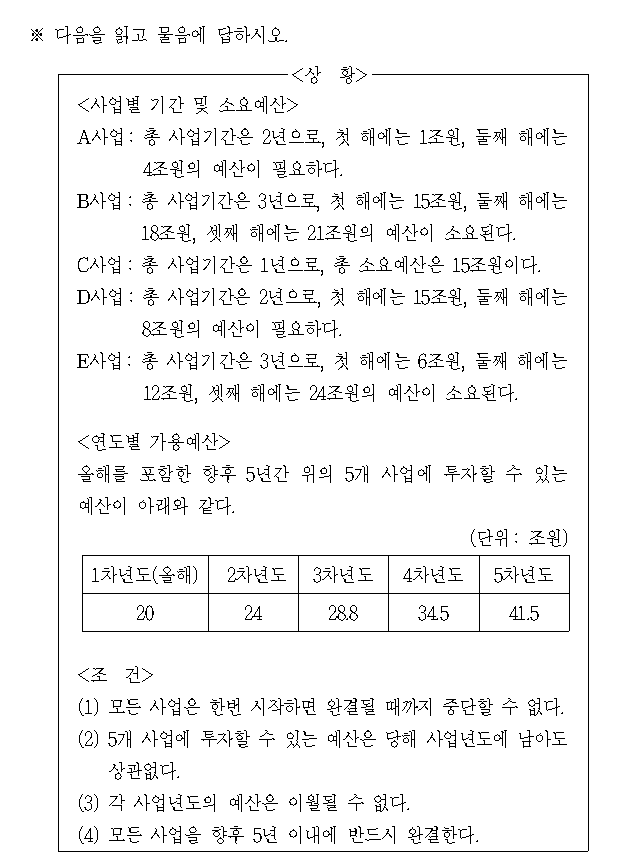 ※ 다음을 읽고 물음에 답하시오.
<상 황>
<사업별 기간 및 소요예산>
A사업 : 총 사업기간은 2년으로, 첫 해에는 1조원, 둘째 해에는
4조원의 예산이 필요하다.
B사업 : 총 사업기간은 3년으로, 첫 해에는 15조원, 둘째 해에는
18조원, 셋째 해에는 21조원의 예산이 소요된다.
C사업 : 총 사업기간은 1년으로, 총 소요예산은 15조원이다.
D사업 : 총 사업기간은 2년으로, 첫 해에는 15조원, 둘째 해에는
8조원의 예산이 필요하다.
E사업 : 총 사업기간은 3년으로, 첫 해에는 6조원, 둘째 해에는
12조원, 셋째 해에는 24조원의 예산이 소요된다.
<연도별 가용예산>
올해를 포함한 향후 5년간 위의 5개 사업에 투자할 수 있는
예산이 아래와 같다.
(단위 : 조원)
1차년도(올해) 2차년도 3차년도 4차년도 5차년도
20 24 28.8 34.5 41.5
<조 건>
(1) 모든 사업은 한번 시작하면 완결될 때까지 중단할 수 없다.
(2) 5개 사업에 투자할 수 있는 예산은 당해 사업년도에 남아도
상관없다.
(3) 각 사업년도의 예산은 이월될 수 없다.
(4) 모든 사업을 향후 5년 이내에 반드시 완결한다.